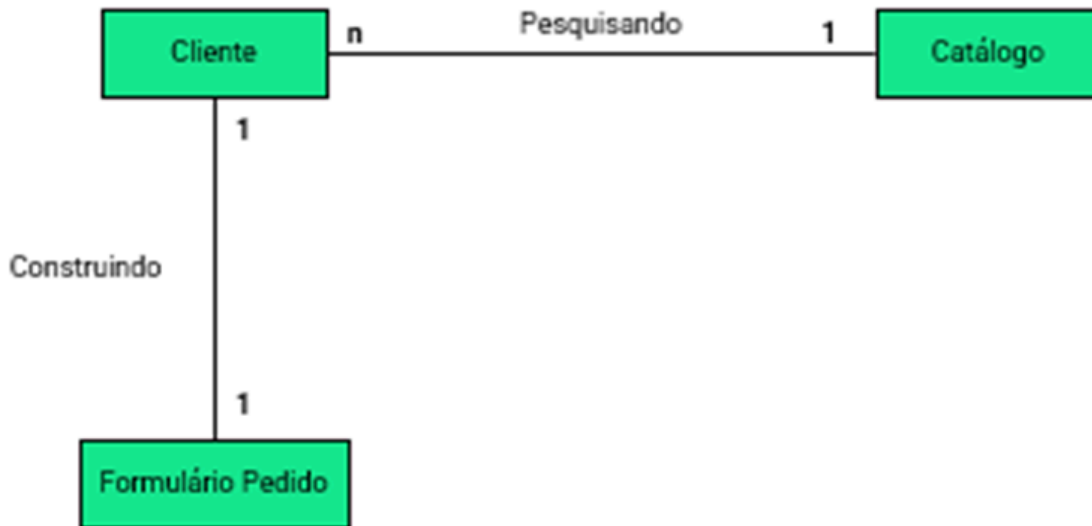 Pesquisando
Cliente
n
1
Catálogo
1
Construindo
1
Formulário Pedido